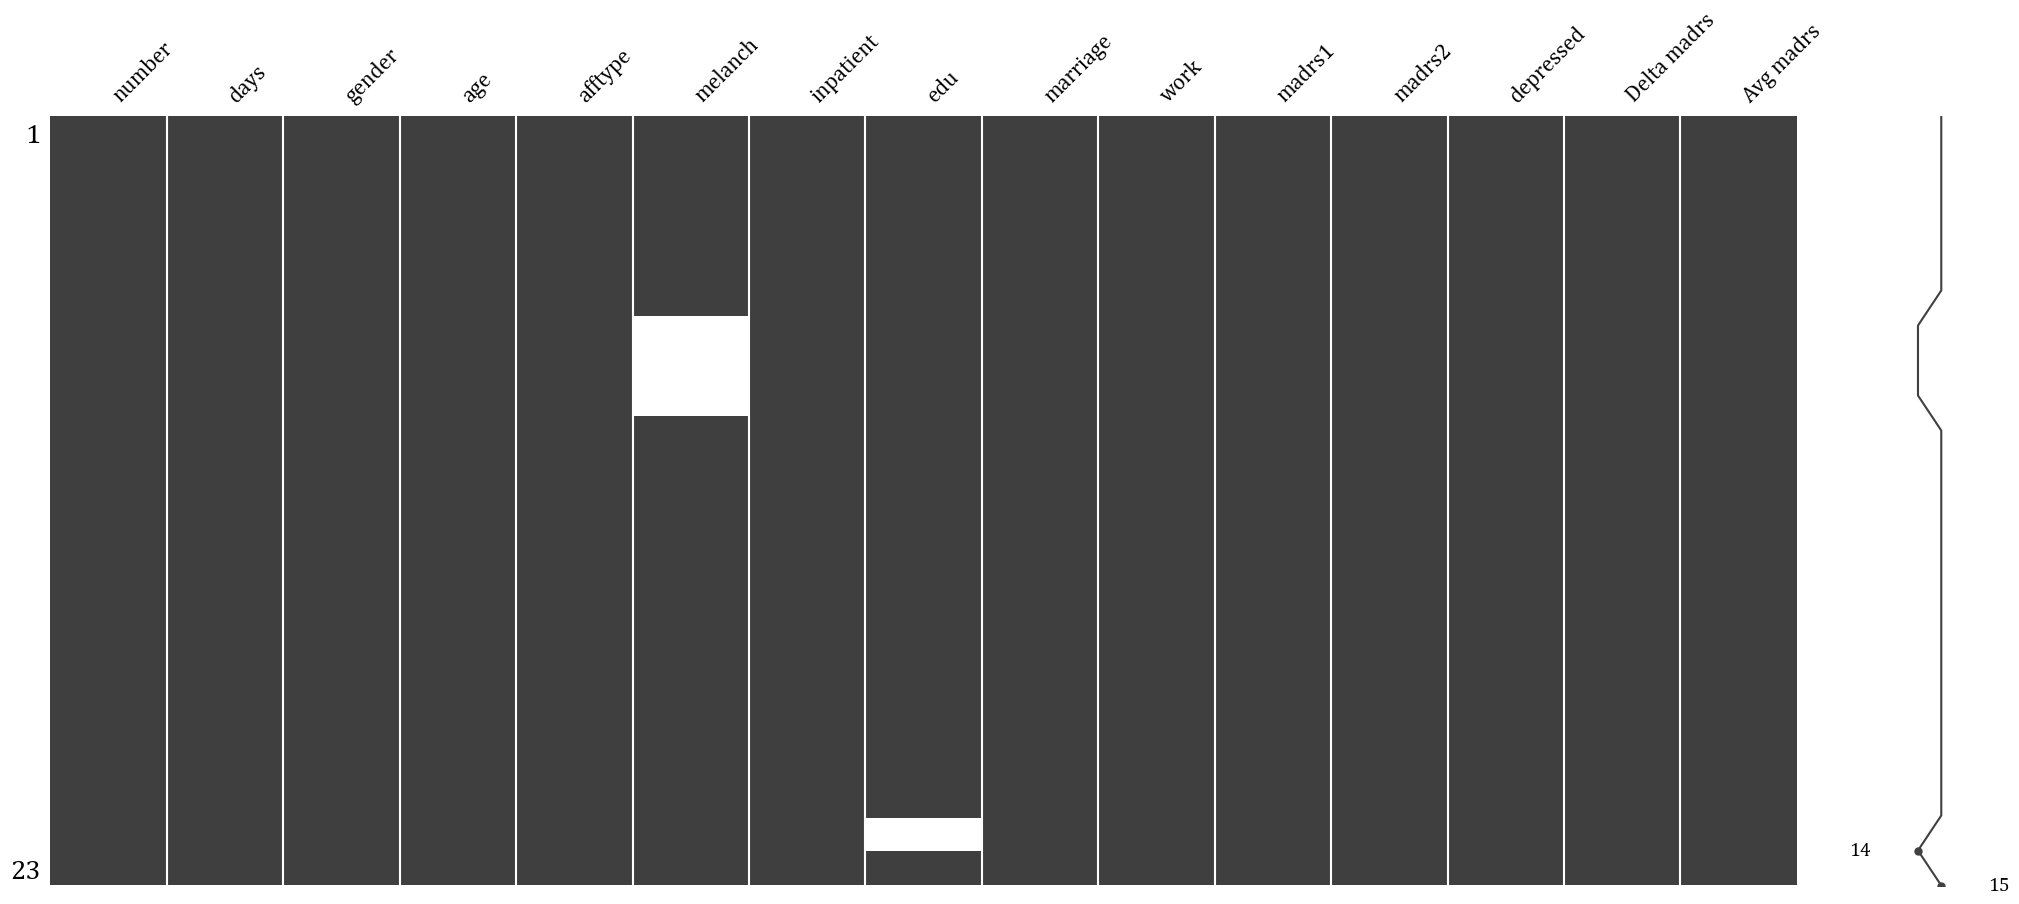 number
days
gender
age
afftype
melanch
inpatient
edu
marriage
work
madrs1
madrs2
depressed
Delta madrs
Avg madrs
1
23
14
15